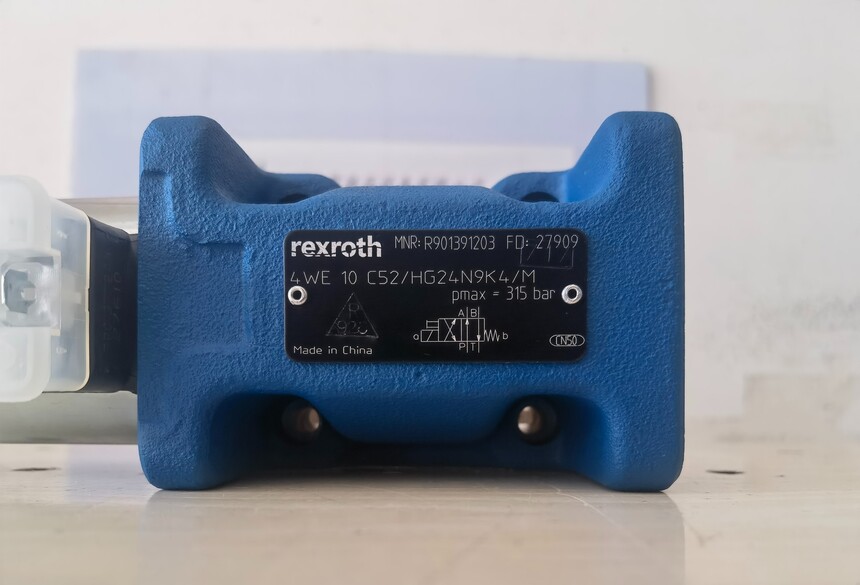 rexroth MNR: R901391203 FD: 27909
4WE 10 C52/HG24N9K4/M
pmax = 315 bar
A B
a b
P T
Made in China
CN50